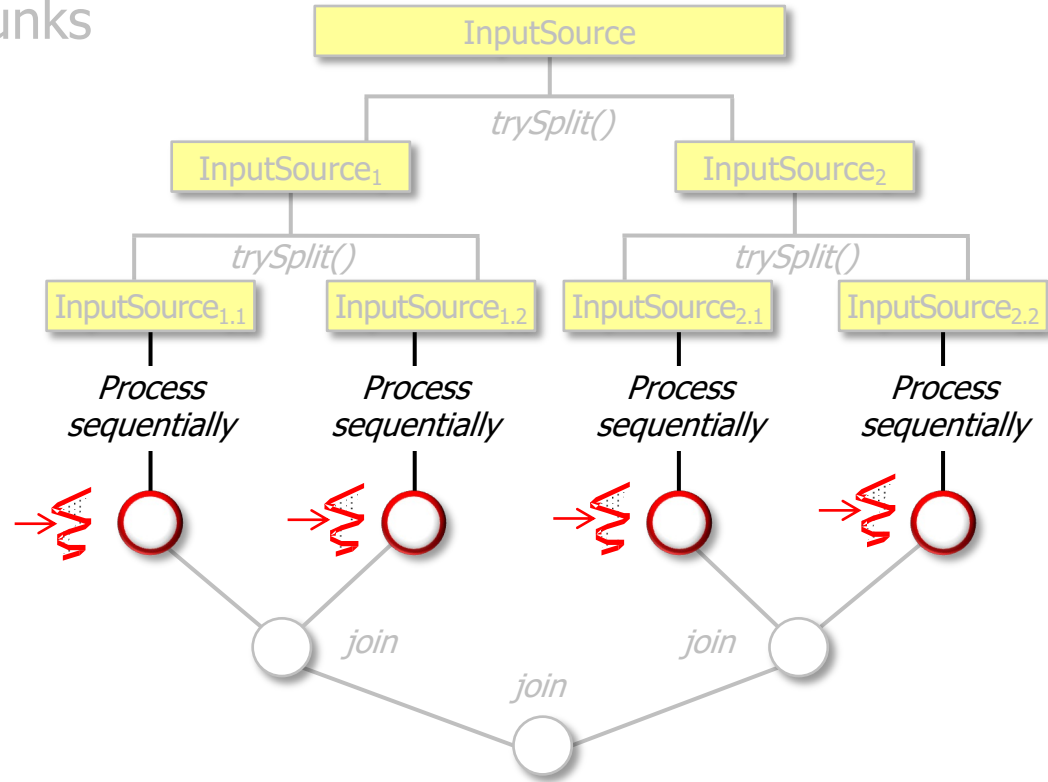 InputSource
trySplit()
InputSource₁
InputSource₂
trySplit()
trySplit()
InputSource₁.₁
InputSource₁.₂
InputSource₂.₁
InputSource₂.₂
Process
sequentially
Process
sequentially
Process
sequentially
Process
sequentially
join
join
join